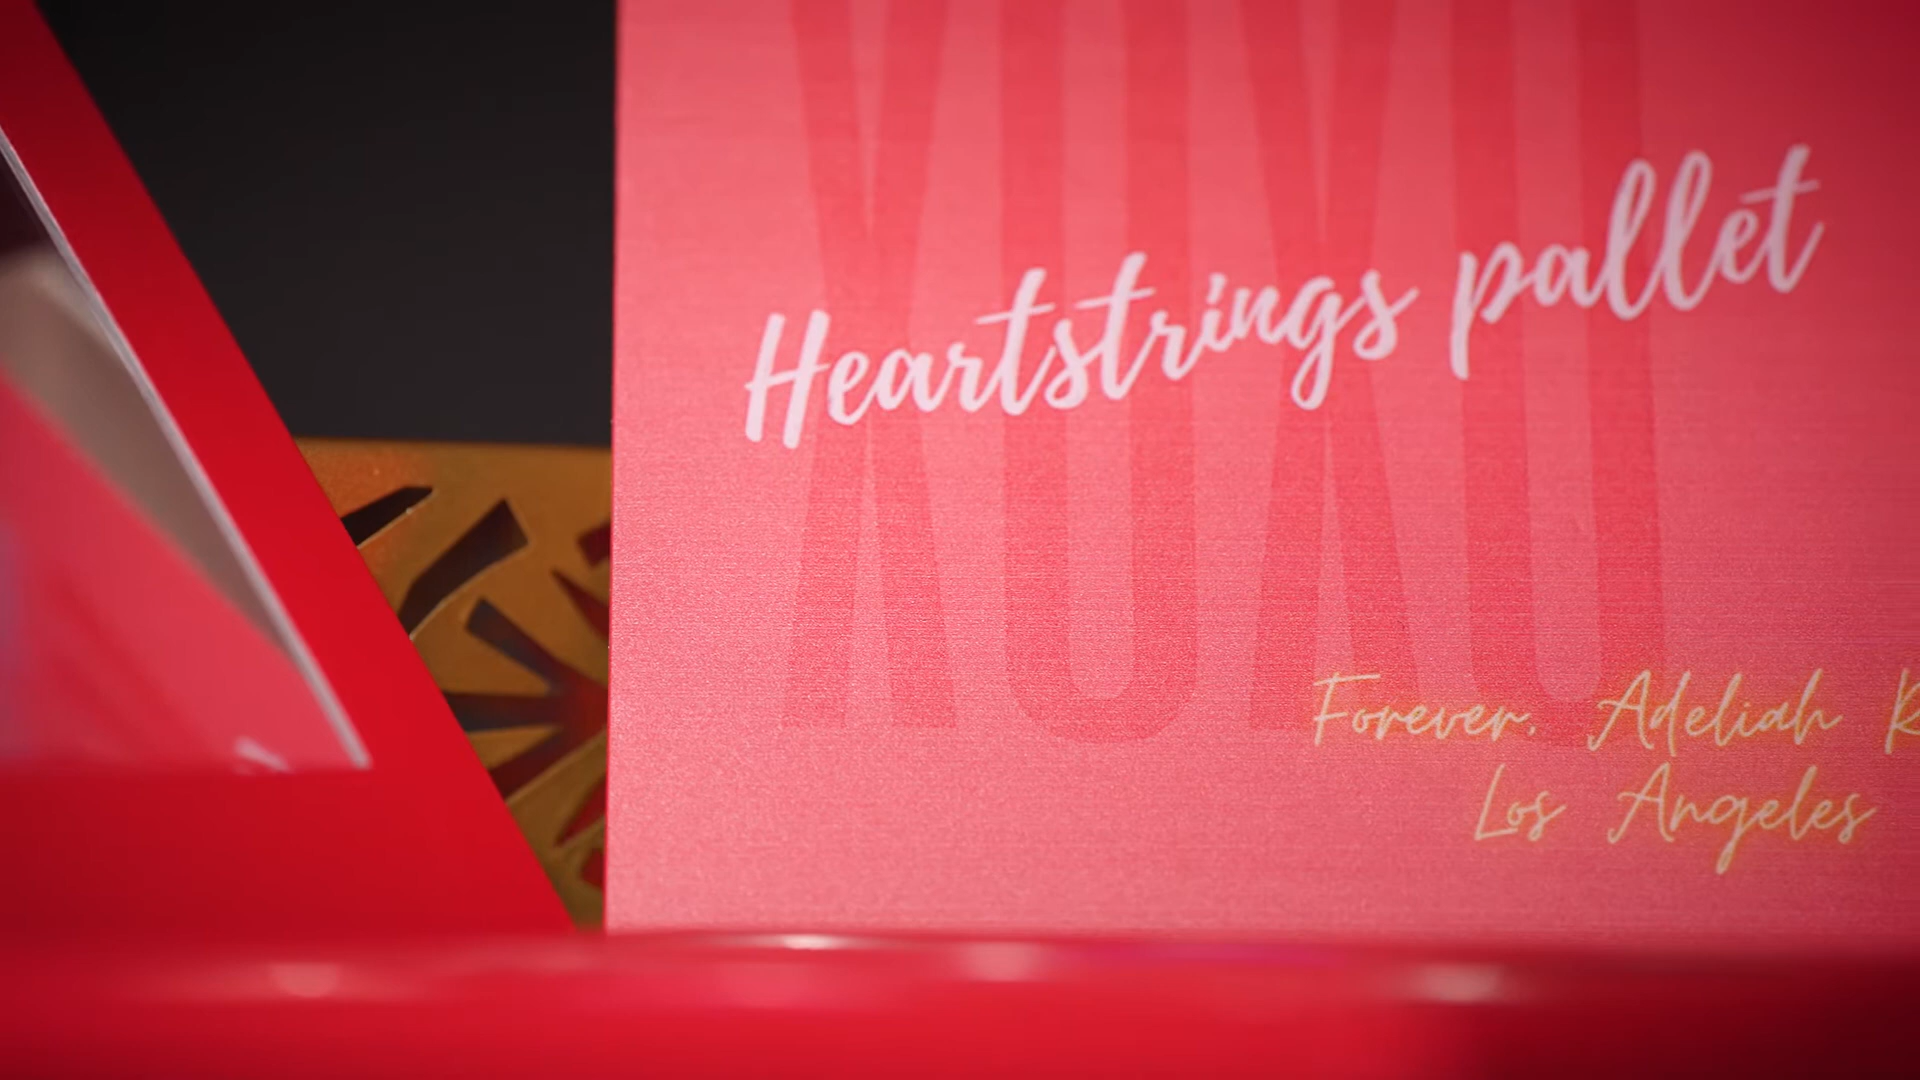 XOXO
Heartstrings pallet
Forever, Adeliah R
Los Angeles